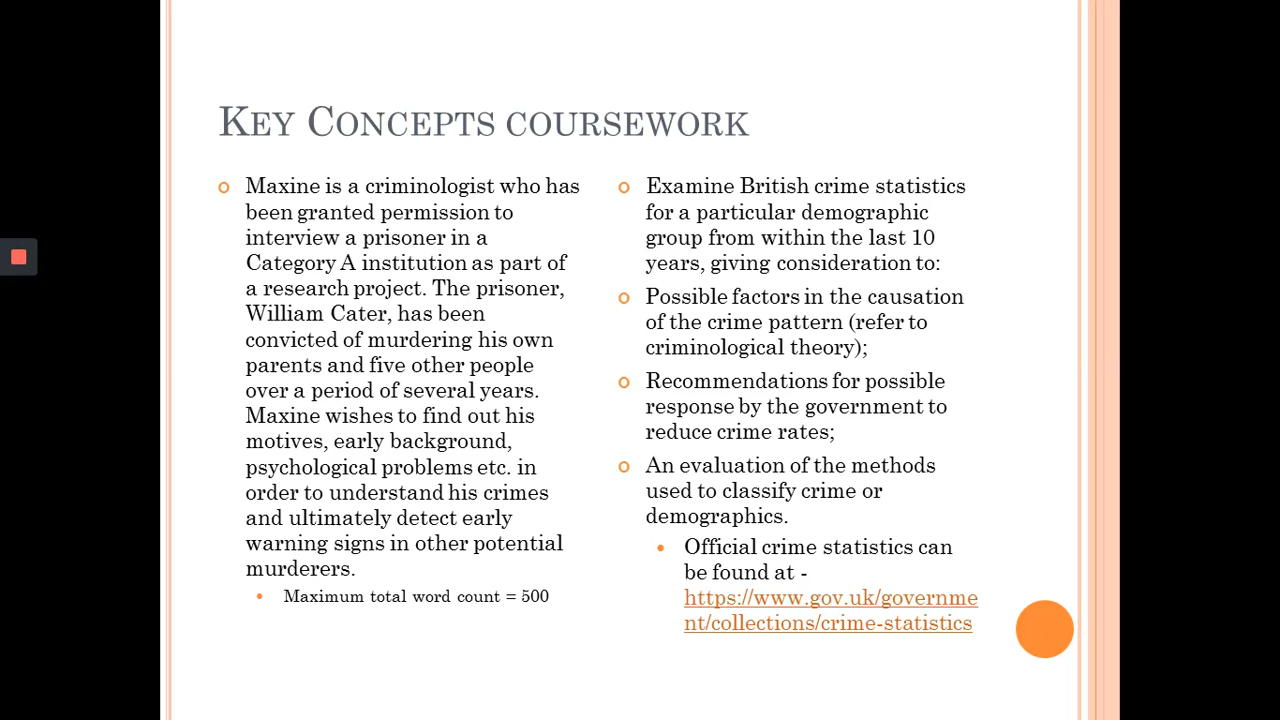 KEY CONCEPTS COURSEWORK
Maxine is a criminologist who has
been granted permission to
interview a prisoner in a
Category A institution as part of
a research project. The prisoner,
William Cater, has been
convicted of murdering his own
parents and five other people
over a period of several years.
Maxine wishes to find out his
motives, early background,
psychological problems etc. in
order to understand his crimes
and ultimately detect early
warning signs in other potential
murderers.
Maximum total word count = 500
Examine British crime statistics
for a particular demographic
group from within the last 10
years, giving consideration to:
Possible factors in the causation
of the crime pattern (refer to
criminological theory);
Recommendations for possible
response by the government to
reduce crime rates;
An evaluation of the methods
used to classify crime or
demographics.
Official crime statistics can
be found at -
https://www.gov.uk/governme
nt/collections/crime-statistics